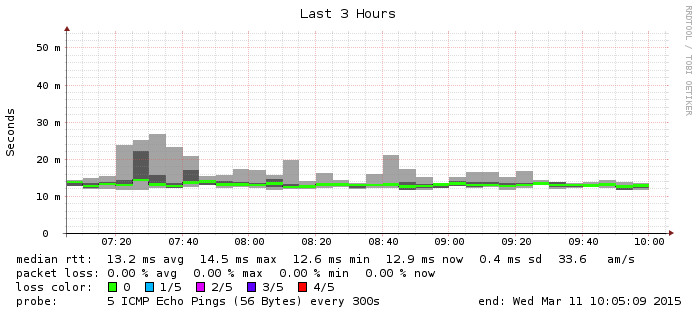 Last 3 Hours
RRDTOOL / TOBI OETIKER
Seconds
50 m
40 m
30 m
20 m
10 m
0
07:20 07:40 08:00 08:20 08:40 09:00 09:20 09:40 10:00
median rtt: 13.2 ms avg 14.5 ms max 12.6 ms min 12.9 ms now 0.4 ms sd 33.6 am/s
packet loss: 0.00 % avg 0.00 % max 0.00 % min 0.00 % now
loss color: 0 1/5 2/5 3/5 4/5
probe: 5 ICMP Echo Pings (56 Bytes) every 300s end: Wed Mar 11 10:05:09 2015